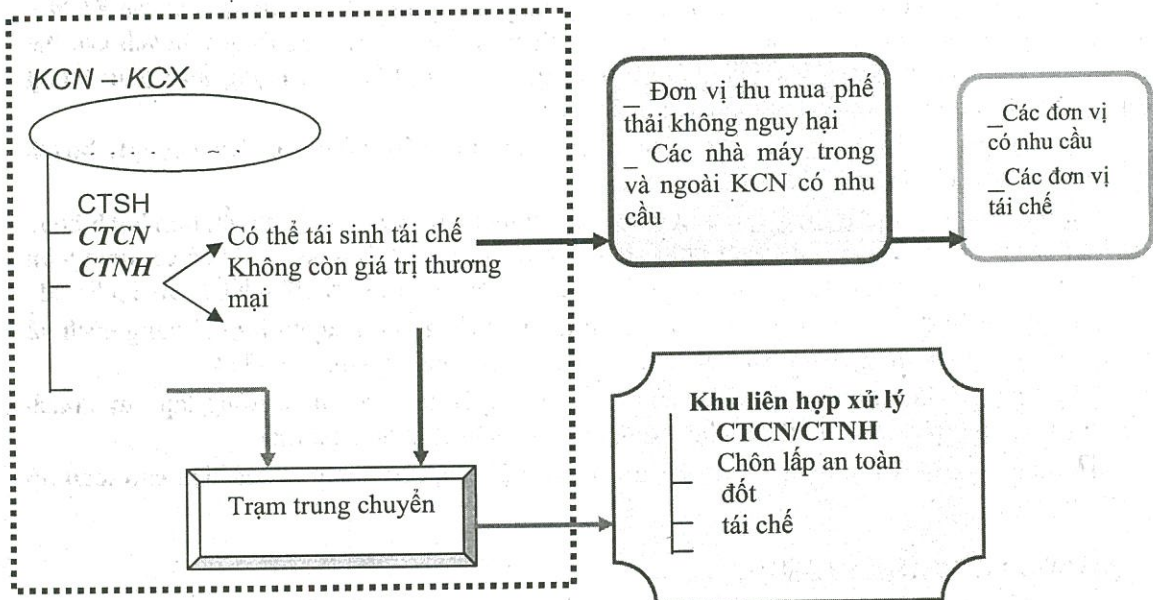 KCN – KCX
CTSH
CTCN
CTNH
Có thể tái sinh tái chế
Không còn giá trị thương
mại
_ Đơn vị thu mua phế
thải không nguy hại
_ Các nhà máy trong
và ngoài KCN có nhu
cầu
_Các đơn vị
có nhu cầu
_Các đơn vị
tái chế
Trạm trung chuyển
Khu liên hợp xử lý
CTCN/CTNH
Chôn lấp an toàn
đốt
tái chế